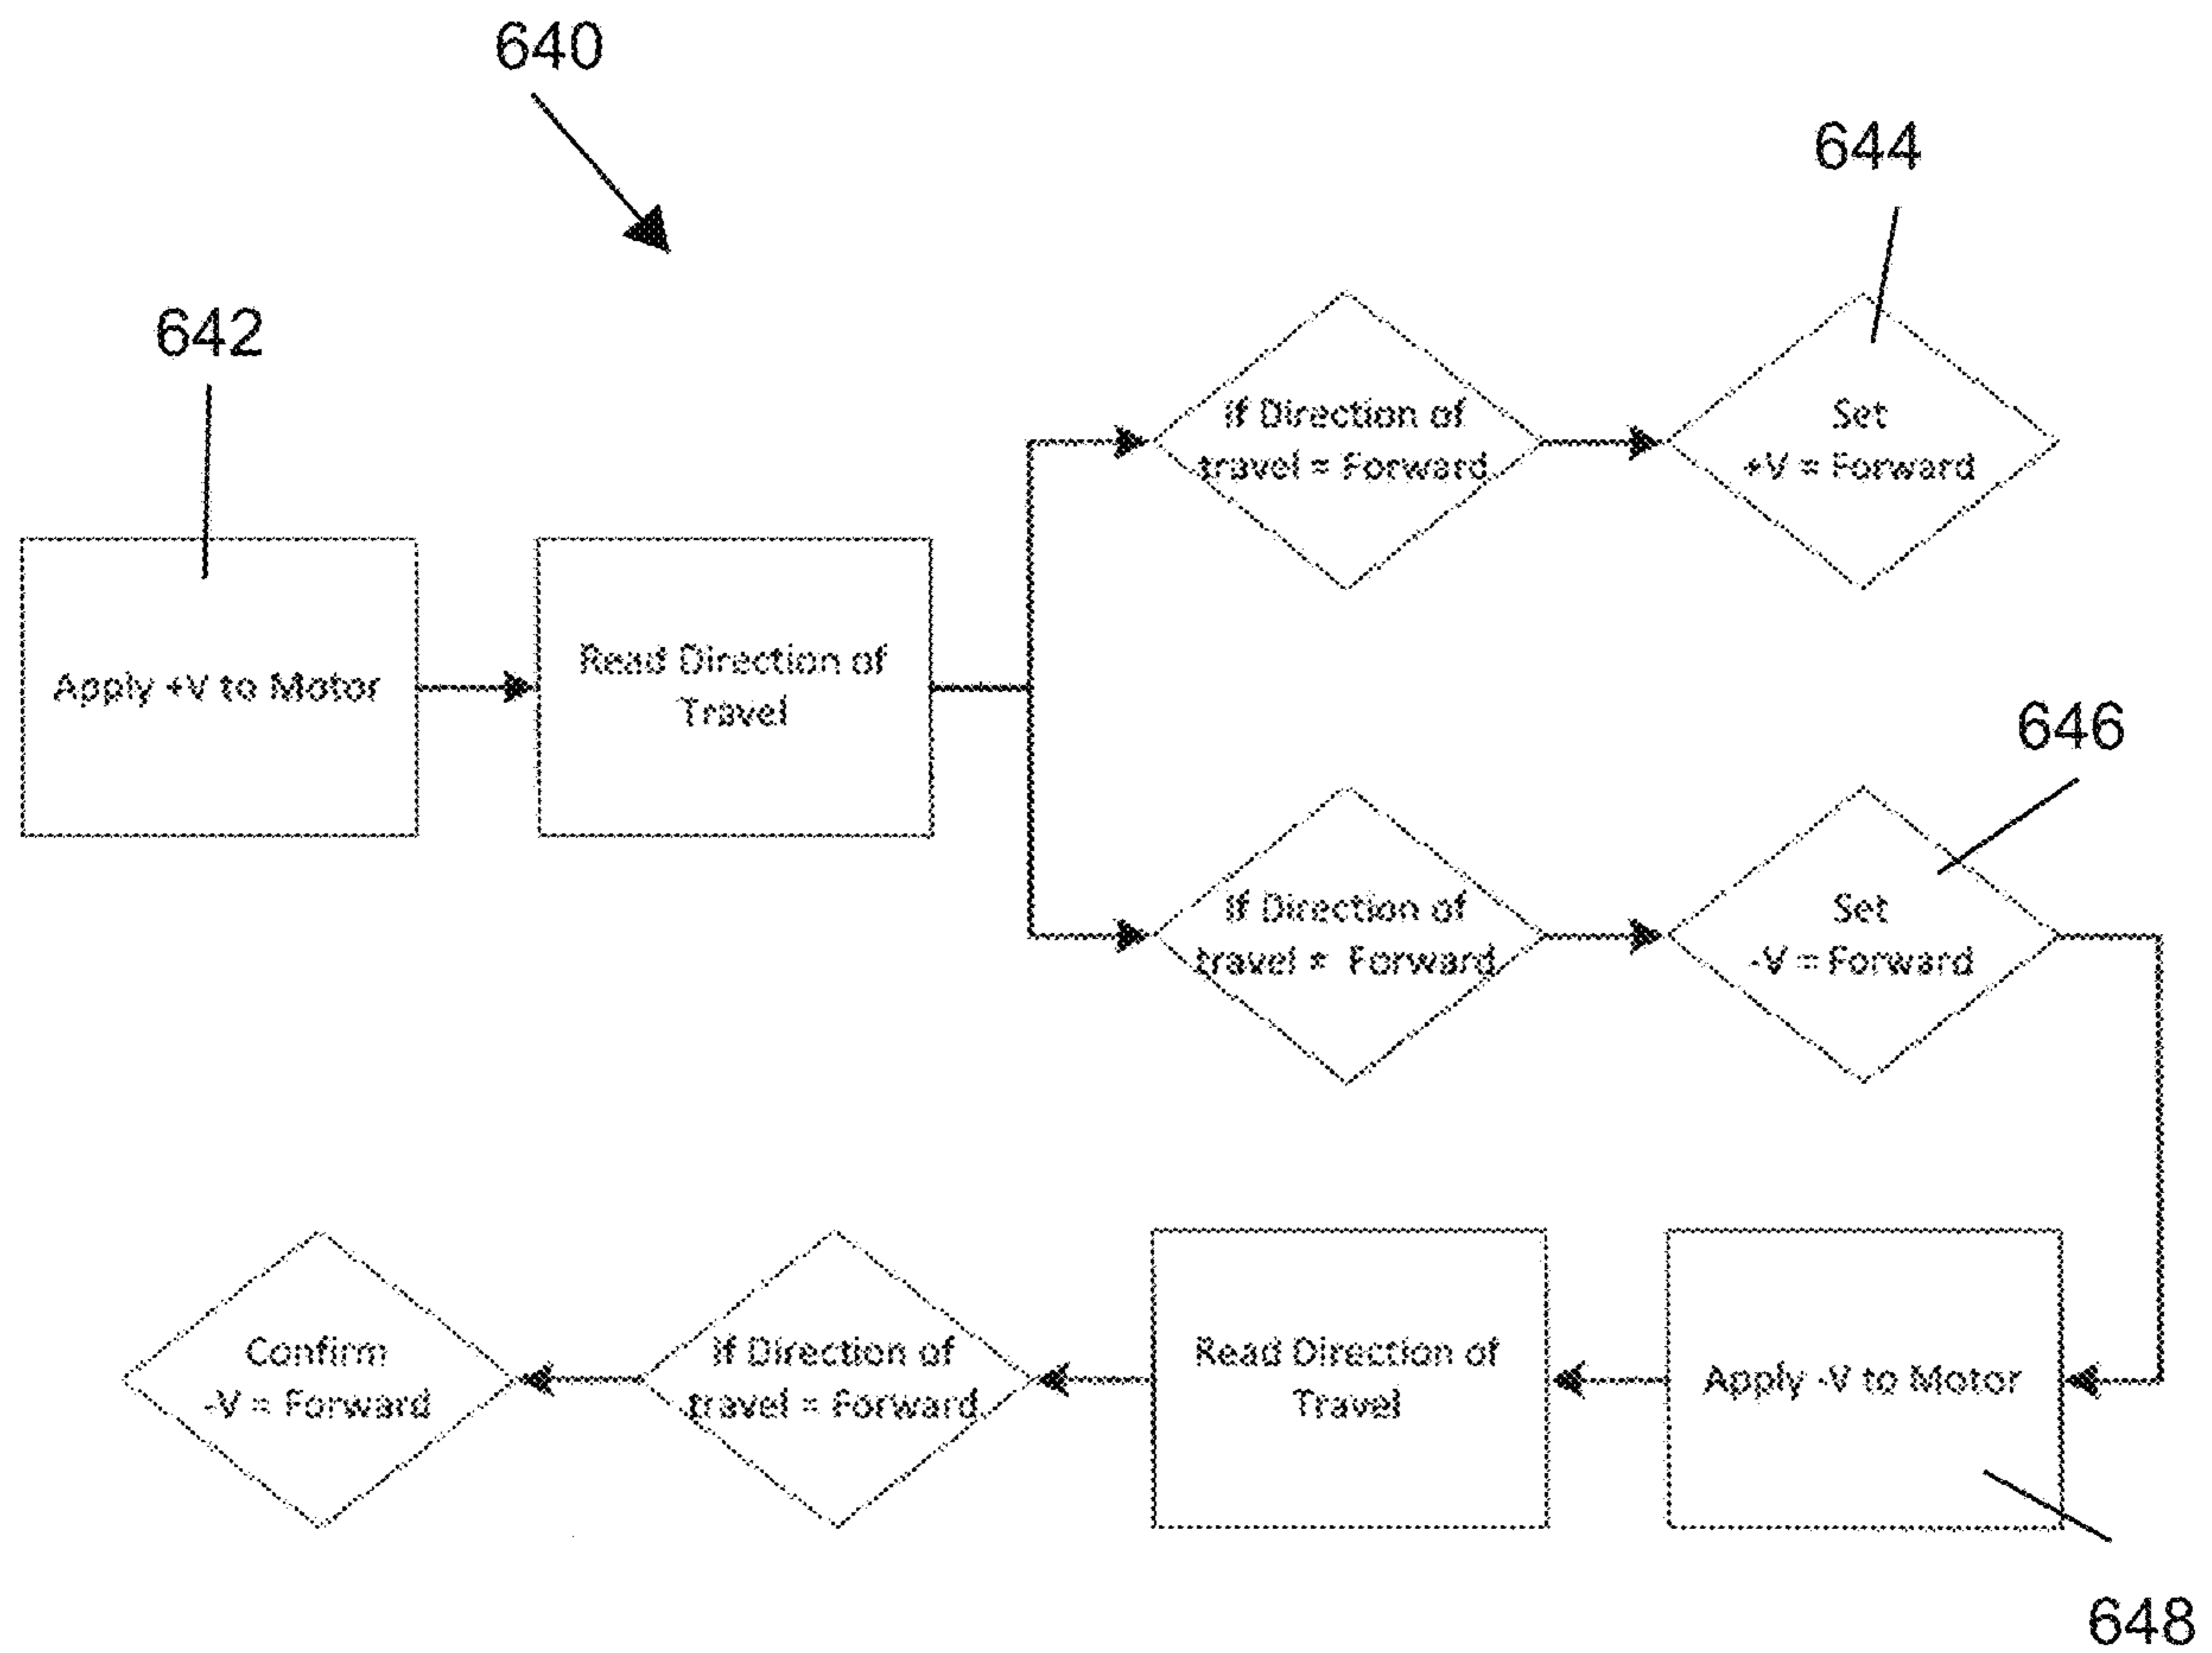 640
644
642
If Direction of
travel = Forward
Set
+V = Forward
Apply +V to Motor
Read Direction of
Travel
646
If Direction of
travel = Forward
Set
-V = Forward
Confirm
-V = Forward
If Direction of
travel = Forward
Read Direction of
Travel
Apply -V to Motor
648